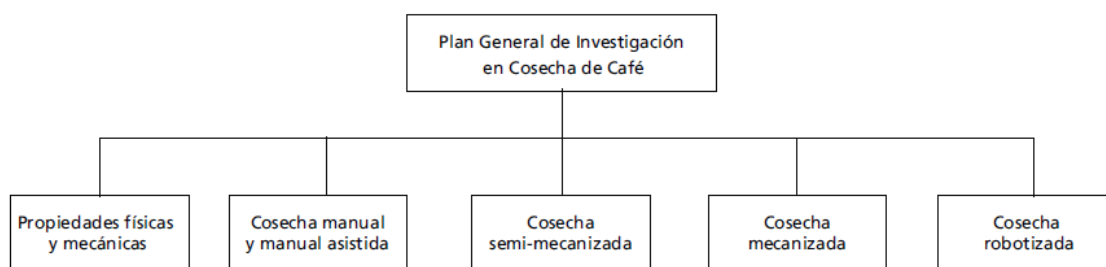 Plan General de Investigación
en Cosecha de Café
Propiedades físicas
y mecánicas
Cosecha manual
y manual asistida
Cosecha
semi-mecanizada
Cosecha
mecanizada
Cosecha
robotizada